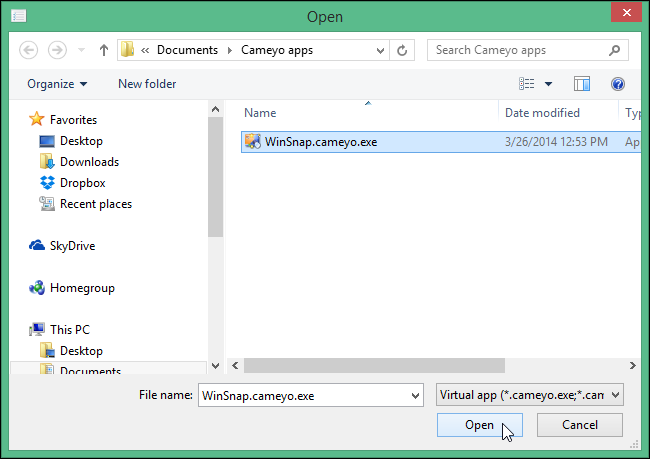 Open
« Documents Cameyo apps
Search Cameyo apps
Organize
New folder
Name
Date modified
Typ
Favorites
Desktop
Downloads
Dropbox
Recent places
SkyDrive
Homegroup
This PC
Desktop
Documents
WinSnap.cameyo.exe
3/26/2014 12:53 PM
Ap
File name:
WinSnap.cameyo.exe
Virtual app (*.cameyo.exe;*.cam
Open
Cancel